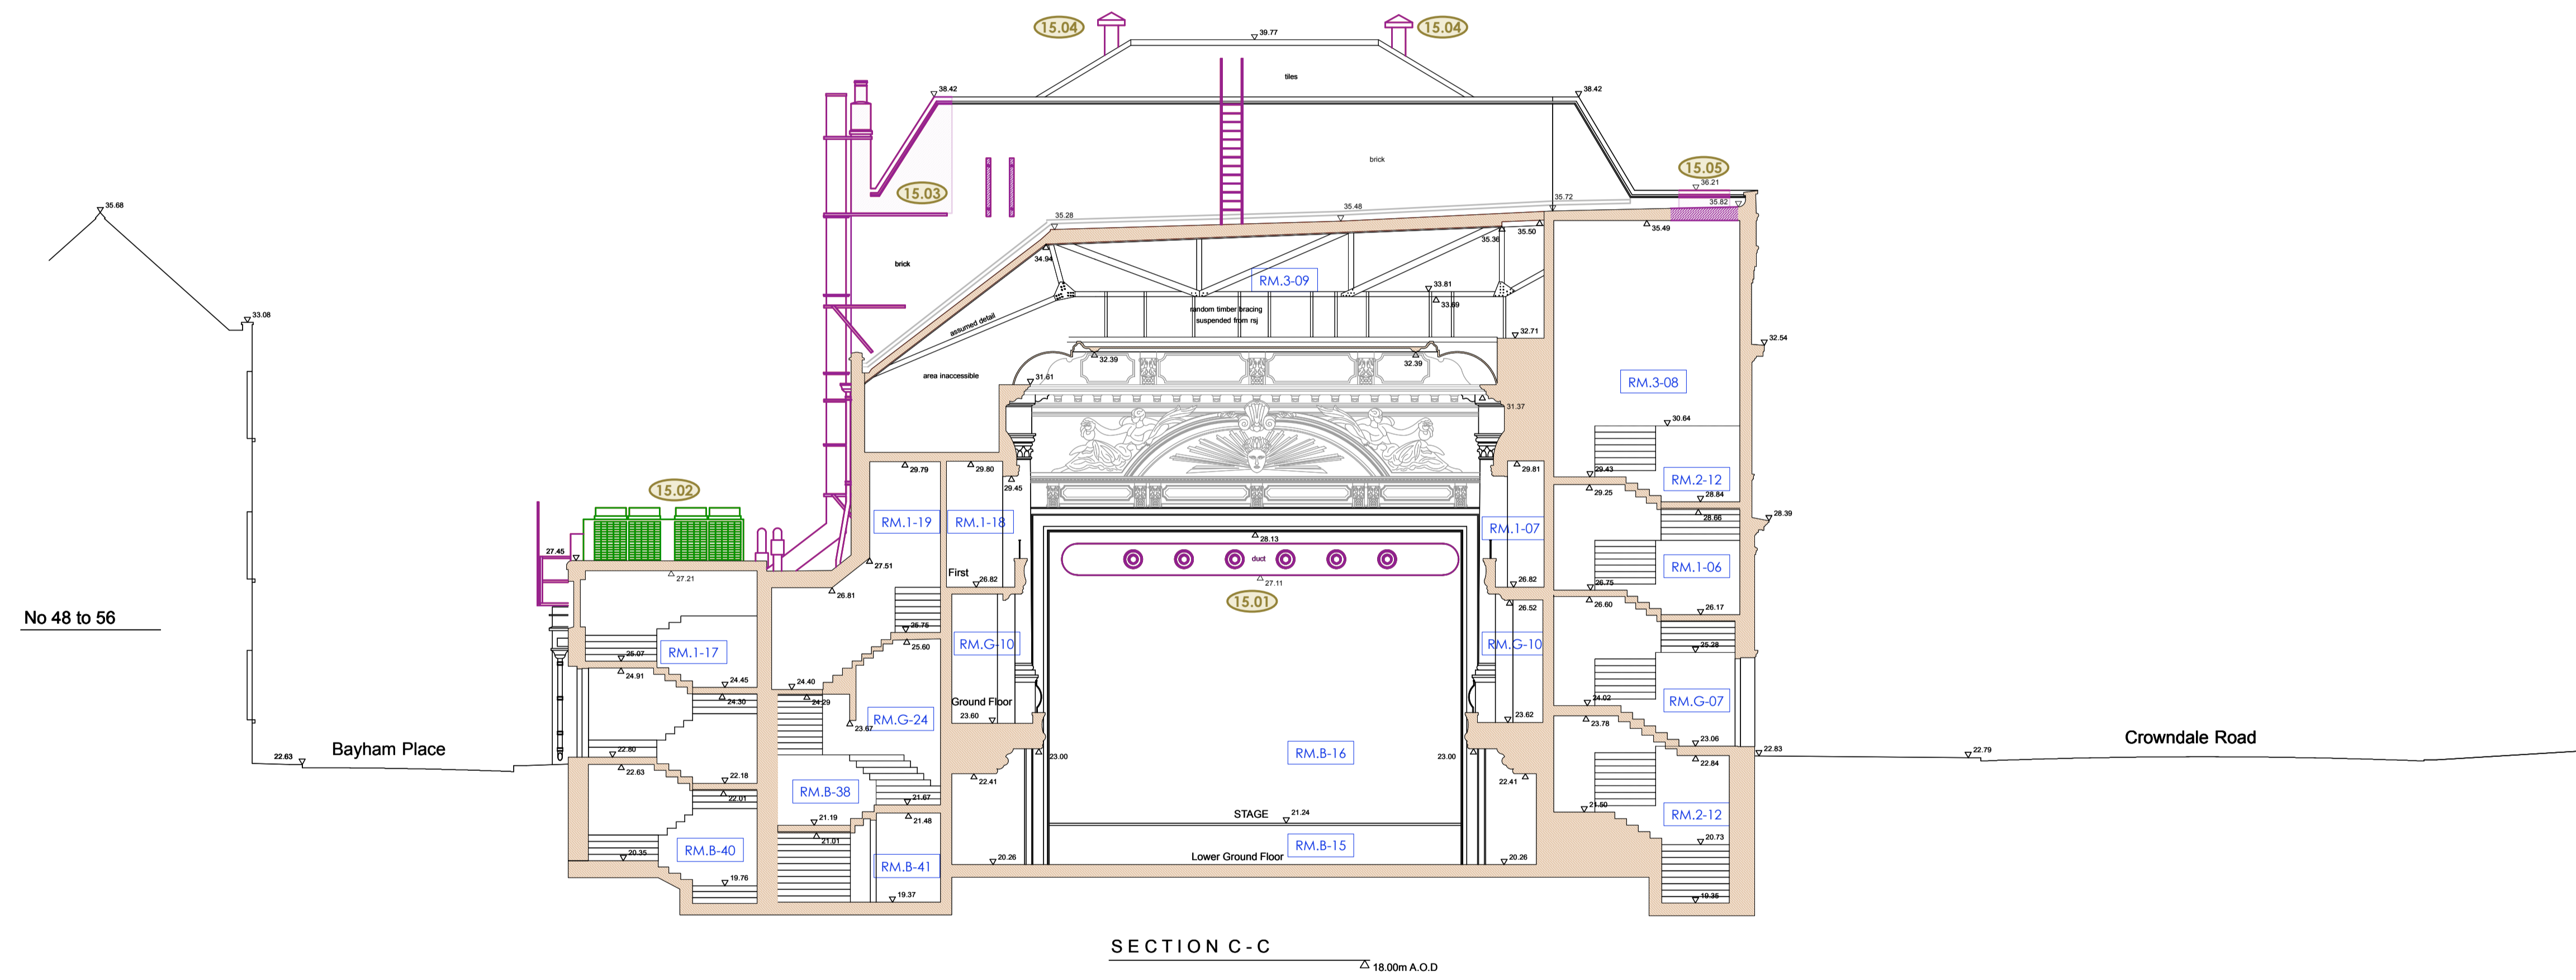 15.04
15.04
39.77
tiles
38.42
38.42
brick
15.05
36.21
15.03
35.82
35.72
35.68
35.28
35.48
35.50
35.49
35.36
34.94
brick
RM.3-09
33.81
33.69
random timber bracing
suspended from rsj
assumed detail
33.08
32.71
32.54
32.39
32.39
area inaccessible
31.61
RM.3-08
31.37
30.64
29.79
29.80
29.81
29.45
29.43
29.25
RM.2-12
28.84
28.66
28.39
15.02
RM.1-19
RM.1-18
RM.1-07
28.13
duct
27.45
27.51
27.21
27.11
First
26.82
26.82
26.81
26.75
RM.1-06
26.60
26.52
15.01
26.17
No 48 to 56
25.75
25.60
RM.G-10
RM.G-10
RM.1-17
25.07
24.91
25.28
24.45
24.40
24.30
24.29
Ground Floor
RM.G-24
23.60
23.67
23.62
24.02
RM.G-07
23.78
23.06
Bayham Place
Crowndale Road
22.63
22.80
22.63
23.00
RM.B-16
23.00
22.84
22.83
22.79
22.18
22.01
22.41
22.41
RM.B-38
21.67
21.50
21.19
21.48
STAGE
21.24
RM.2-12
21.01
20.73
RM.B-40
20.35
RM.B-41
RM.B-15
Lower Ground Floor
20.26
20.26
19.76
19.37
19.35
SECTION C-C
18.00m A.O.D